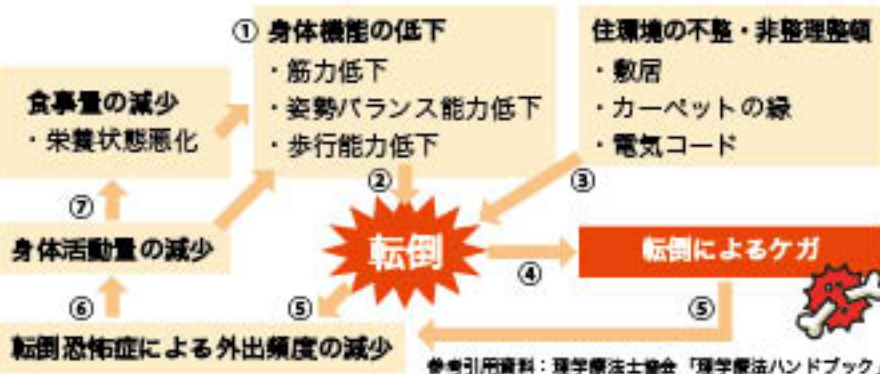 ① 身体機能の低下
・筋力低下
・姿勢バランス能力低下
・歩行能力低下
住環境の不整・非整理整頓
・敷居
・カーペットの縁
・電気コード
食事量の減少
・栄養状態悪化
②
③
⑦
身体活動量の減少
転倒
④
転倒によるケガ
⑥
⑤
⑤
転倒恐怖症による外出頻度の減少
参考引用資料：理学療法士協会「理学療法ハンドブック」